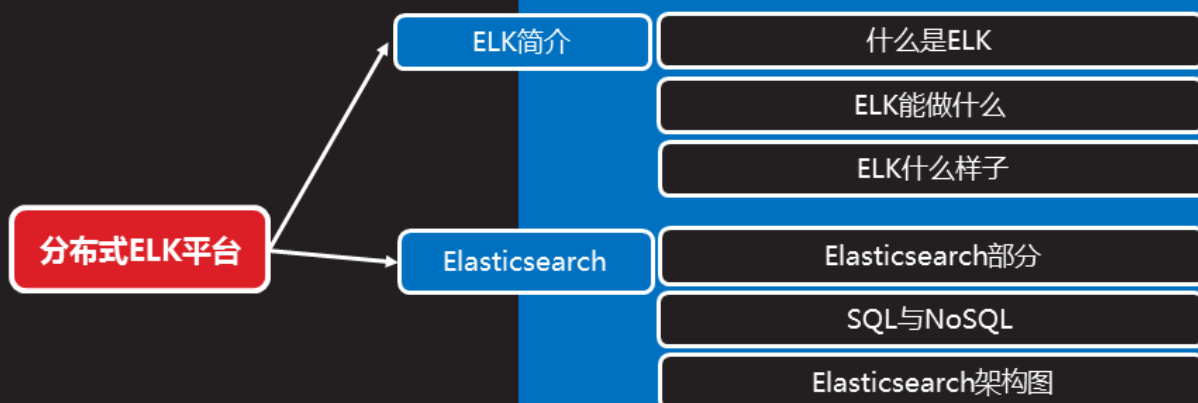 分布式ELK平台
ELK简介
什么是ELK
ELK能做什么
ELK什么样子
Elasticsearch
Elasticsearch部分
SQL与NoSQL
Elasticsearch架构图